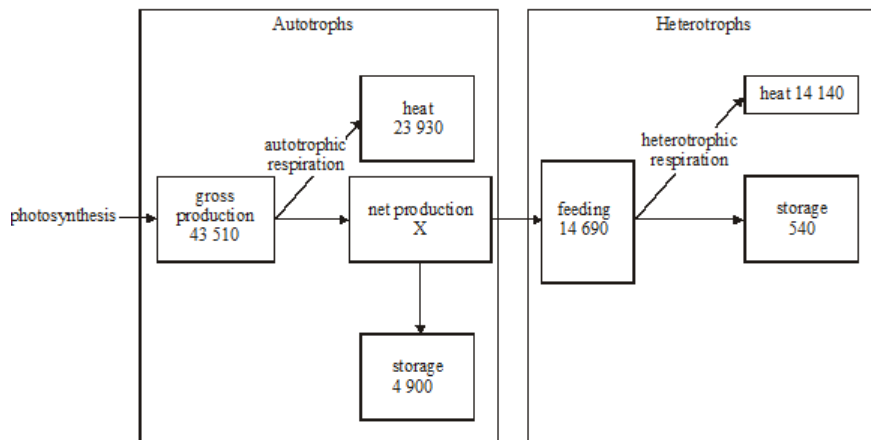 Autotrophs
Heterotrophs
heat
23 930
heat 14 140
autotrophic
respiration
heterotrophic
respiration
photosynthesis
gross
production
43 510
net production
X
feeding
14 690
storage
540
storage
4 900